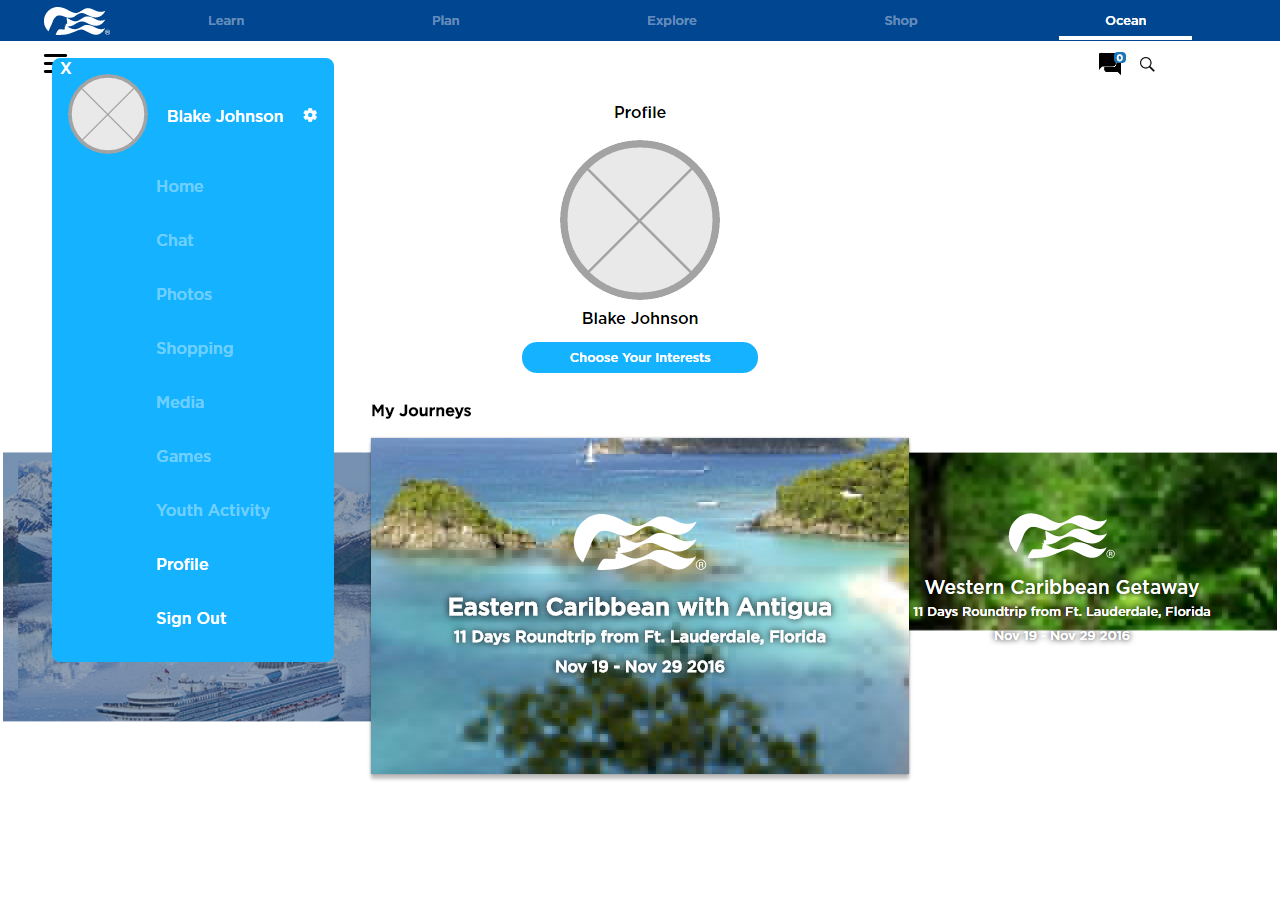 Learn
Plan
Explore
Shop
Ocean
®
X
0
Blake Johnson
Home
Chat
Photos
Shopping
Media
Games
Youth Activity
Profile
Sign Out
Profile
Blake Johnson
Choose Your Interests
My Journeys
®
Eastern Caribbean with Antigua
11 Days Roundtrip from Ft. Lauderdale, Florida
Nov 19 - Nov 29 2016
®
Western Caribbean Getaway
11 Days Roundtrip from Ft. Lauderdale, Florida
Nov 19 - Nov 29 2016